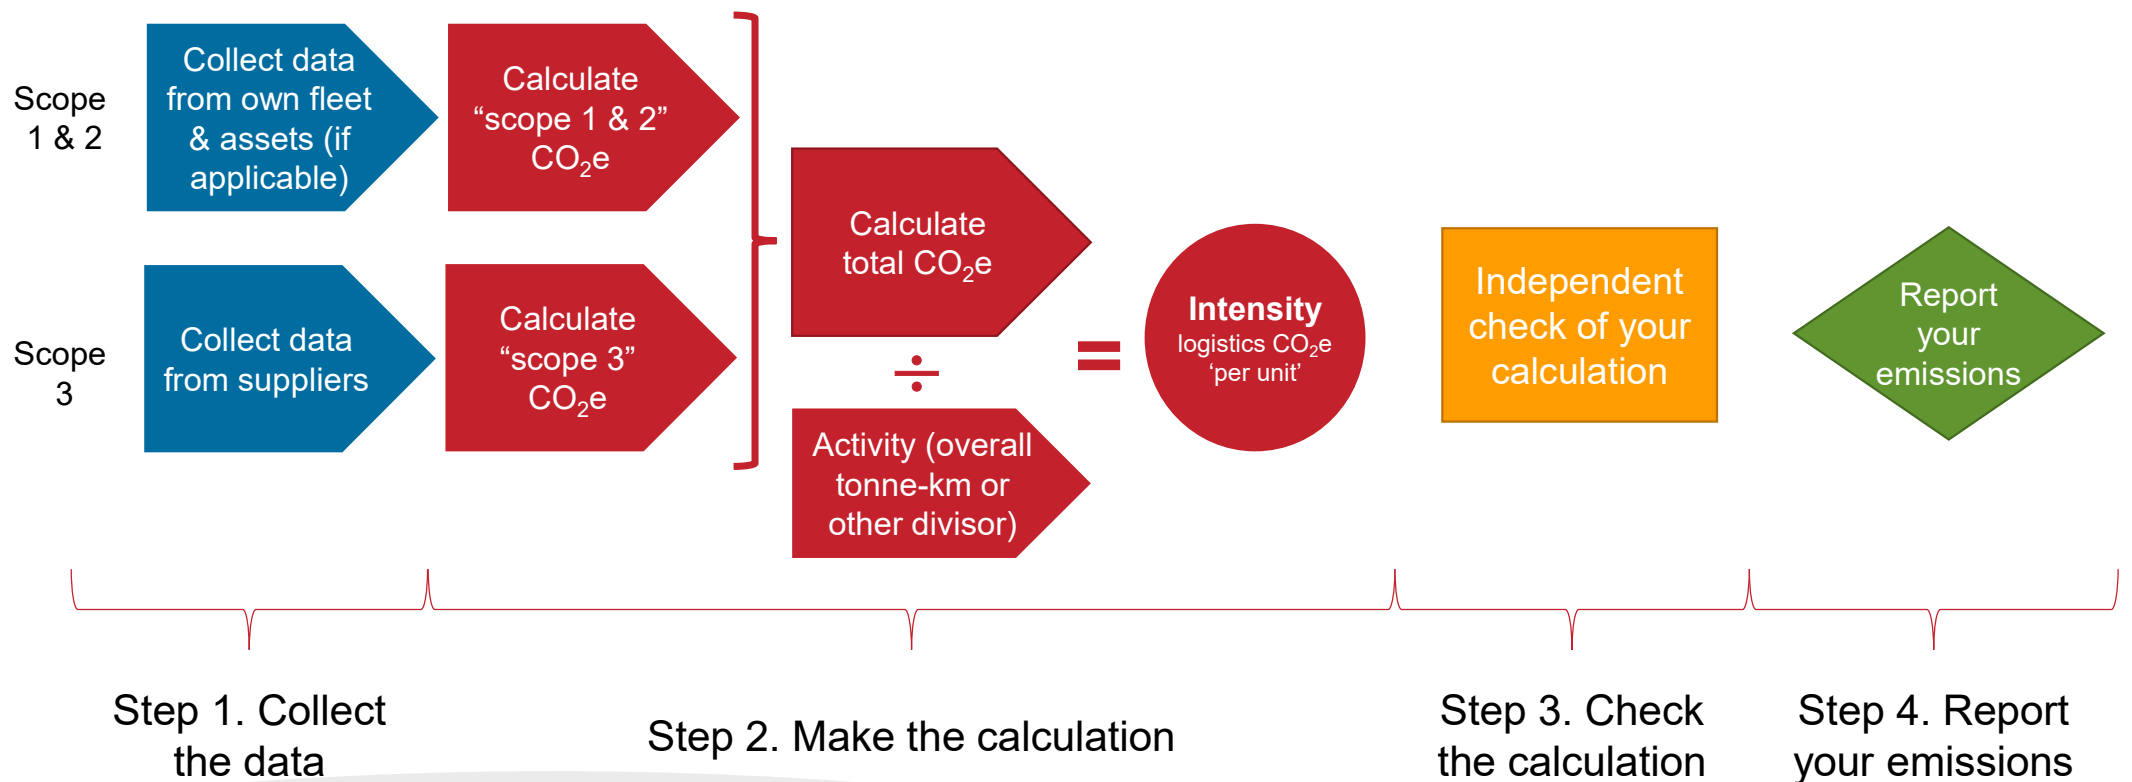 Scope
1 & 2
Collect data
from own fleet
& assets (if
applicable)
Calculate
“scope 1 & 2”
CO₂e
Scope
3
Collect data
from suppliers
Calculate
“scope 3”
CO₂e
Calculate
total CO₂e
÷
Activity (overall
tonne-km or
other divisor)
=
Intensity
logistics CO₂e
‘per unit’
Independent
check of your
calculation
Report
your
emissions
Step 1. Collect
the data
Step 2. Make the calculation
Step 3. Check
the calculation
Step 4. Report
your emissions